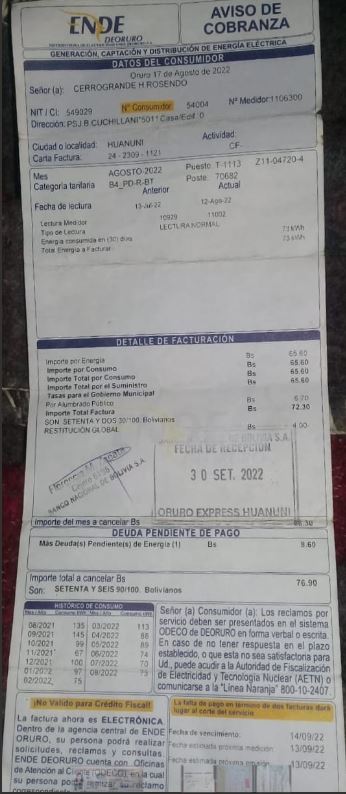 ENDE
DEORURO
AVISO DE
COBRANZA
GENERACIÓN, CAPTACIÓN Y DISTRIBUCIÓN DE ENERGÍA ELÉCTRICA
DATOS DEL CONSUMIDOR
Oruro 17 de Agosto de 2022
Señor (a): CERROGRANDE H.ROSENDO
NIT / CI: 549029 N° Consumidor 54004 N° Medidor:1106300
Dirección: PSJ.B.CUCHILLANI"5011" Casa/Edif: 0
Ciudad o localidad: HUANUNI Actividad:
Carta Factura: 24 - 2309 - 1121 CF-
Mes AGOSTO-2022 Puesto: T-1113 Z11-04720-4
Categoria tarifaria B4_PD-R-BT Poste: 70682
Anterior Actual
Fecha de lectura 13-Jul-22 12-Ago-22
Lectura Medidor 10929 11002
Tipo de Lectura LECTURA NORMAL 73 kWh
Energia consumida en (30) dias 73 kWh
Total Energía a Facturar
DETALLE DE FACTURACIÓN
Importe por Energía Bs 65.60
Importe por Consumo Bs 65.60
Importe Total por Consumo Bs 65.60
Importe Total por el Suministro Bs 65.60
Tasas para el Gobierno Municipal
Por Alumbrado Público Bs 6.70
Importe Total Factura Bs 72.30
SON: SETENTA Y DOS 30/100. Bolivianos
RESTITUCIÓN GLOBAL Bs 4.00
BANCO NACIONAL DE BOLIVIA S.A.
FECHA DE RECEPCIÓN
30 SET. 2022
ORURO EXPRESS HUANUNI
BANCO NACIONAL DE BOLIVIA S.A.
Importe del mes a cancelar Bs 68.30
DEUDA PENDIENTE DE PAGO
Más Deuda(s) Pendiente(s) de Energía (1) Bs 8.60
Importe total a cancelar Bs 76.90
Son: SETENTA Y SEIS 90/100. Bolivianos
HISTÓRICO DE CONSUMO
Mes / Año Consumo kWh Mes / Año Consumo kWh
08/2021 135 03/2022 113
09/2021 145 04/2022 88
10/2021 99 05/2022 89
11/2021 67 06/2022 74
12/2021 100 07/2022 70
01/2022 97 08/2022 73
02/2022 75
Señor (a) Consumidor (a): Los reclamos por
servicio deben ser presentados en el sistema
ODECO de DEORURO en forma verbal o escrita.
En caso de no tener respuesta en el plazo
establecido, o que esta no sea satisfactoria para
Ud., puede acudir a la Autoridad de Fiscalización
de Electricidad y Tecnología Nuclear (AETN) o
comunicarse a la "Línea Naranja" 800-10-2407.
¡No Valido para Crédito Fiscal!
La factura ahora es ELECTRÓNICA
Dentro de la agencia central de ENDE
ORURO, su persona podrá realizar
solicitudes, reclamos y consultas.
ENDE DEORURO cuenta con Oficinas
de Atención al Cliente (ODECO), en la cual
su persona podrá realizar su reclamo
La falta de pago en término de dos facturas dará
lugar al corte del servicio
Fecha de vencimiento: 14/09/22
Fecha estimada próxima medición: 13/09/22
Fecha estimada próxima emisión: 13/09/22